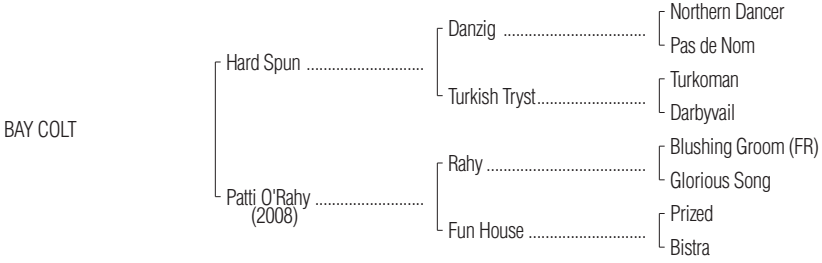 Northern Dancer
Danzig ..................................
Pas de Nom
Hard Spun ............................
Turkoman
Turkish Tryst..........................
Darbyvail
BAY COLT
Blushing Groom (FR)
Rahy ......................................
Glorious Song
Patti O'Rahy ..........................
(2008)
Prized
Fun House ............................
Bistra